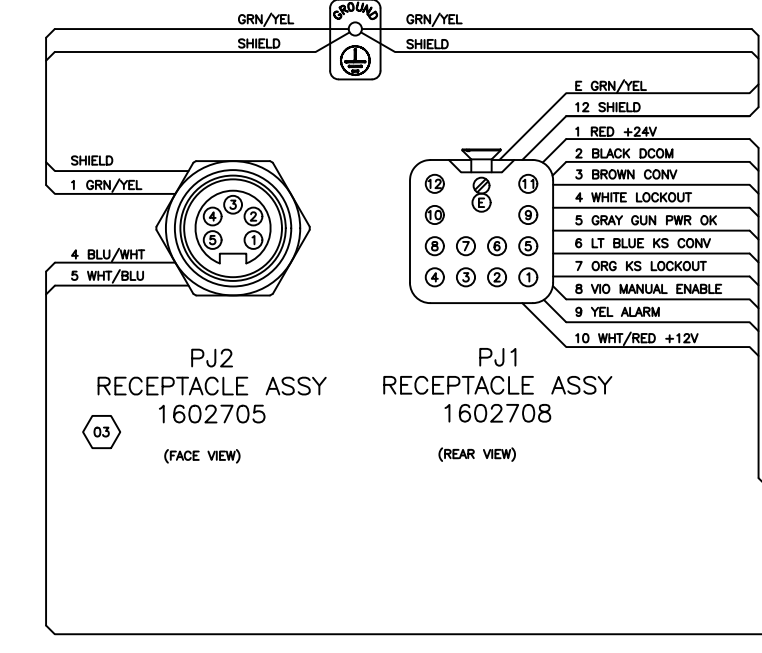 GROUND
GRN/YEL
GRN/YEL
SHIELD
SHIELD
E GRN/YEL
12 SHIELD
1 RED +24V
2 BLACK DCOM
3 BROWN CONV
4 WHITE LOCKOUT
5 GRAY GUN PWR OK
6 LT BLUE KS CONV
7 ORG KS LOCKOUT
8 VIO MANUAL ENABLE
9 YEL ALARM
10 WHT/RED +12V
SHIELD
1 GRN/YEL
4 BLU/WHT
5 WHT/BLU
3
4 2
5 1
12 11
E
10 9
8 7 6 5
4 3 2 1
PJ2
RECEPTACLE ASSY
1602705
(FACE VIEW)
03
PJ1
RECEPTACLE ASSY
1602708
(REAR VIEW)